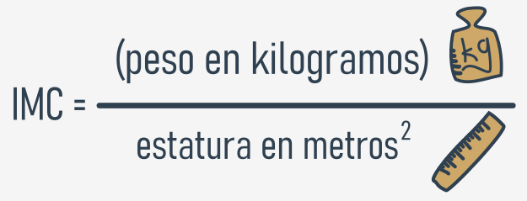 (peso en kilogramos)
kg
IMC =
estatura en metros²